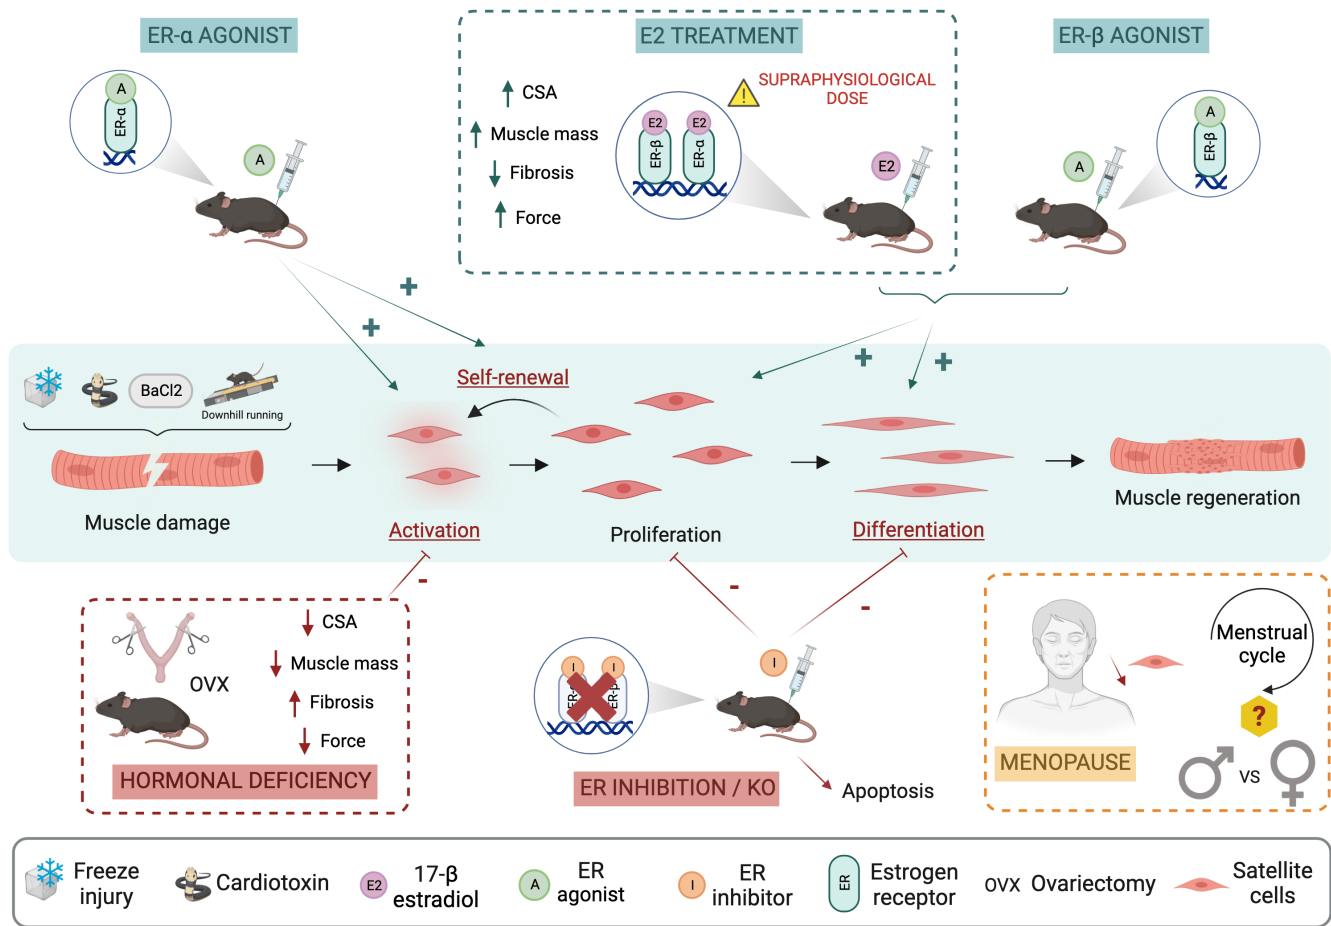 ER-α AGONIST
E2 TREATMENT
ER-β AGONIST
A
ER-α
A
CSA
Muscle mass
Fibrosis
Force
SUPRAPHYSIOLOGICAL
DOSE
E2
E2
ER-β
ER-α
E2
A
A
ER-β
+
+
+
+
BaCl2
Downhill running
Self-renewal
Muscle damage
Activation
Proliferation
Differentiation
Muscle regeneration
-
-
-
OVX
CSA
Muscle mass
Fibrosis
Force
HORMONAL DEFICIENCY
I
I
ER-
ER-β
I
ER INHIBITION / KO
Apoptosis
MENOPAUSE
Menstrual
cycle
?
VS
Freeze
injury
Cardiotoxin
E2
17-β
estradiol
A
ER
agonist
I
ER
inhibitor
ER
Estrogen
receptor
OVX Ovariectomy
Satellite
cells